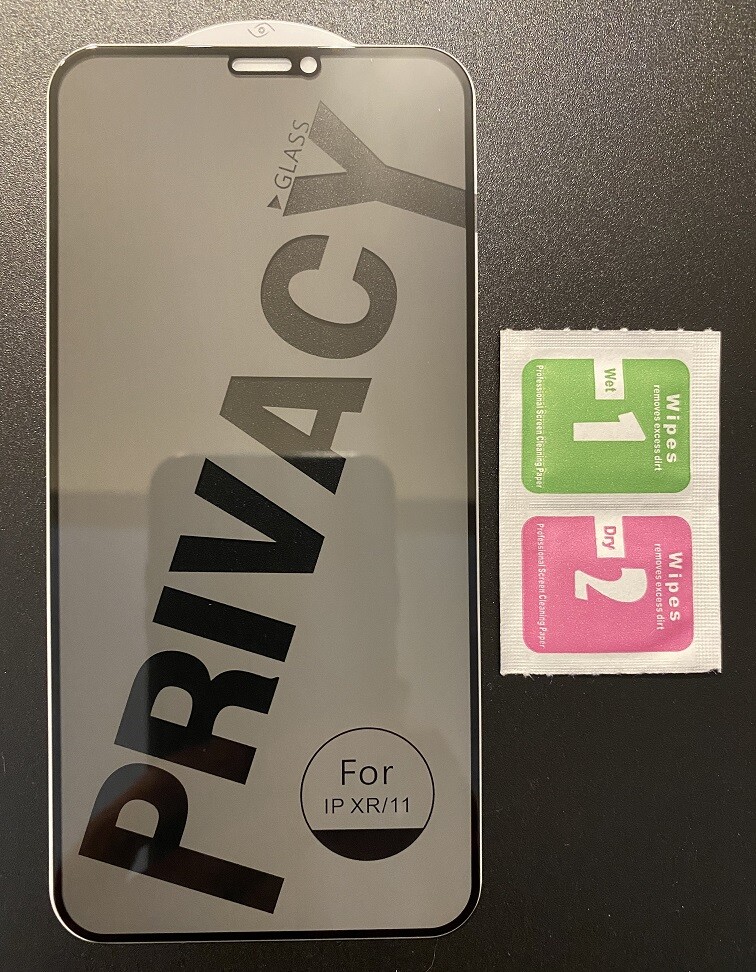 PRIVACY
GLASS
For
IP XR/11
Wipes
removes excess dirt
Wet
1
Professional Screen Cleaning Paper
Wipes
removes excess dirt
Dry
2
Professional Screen Cleaning Paper